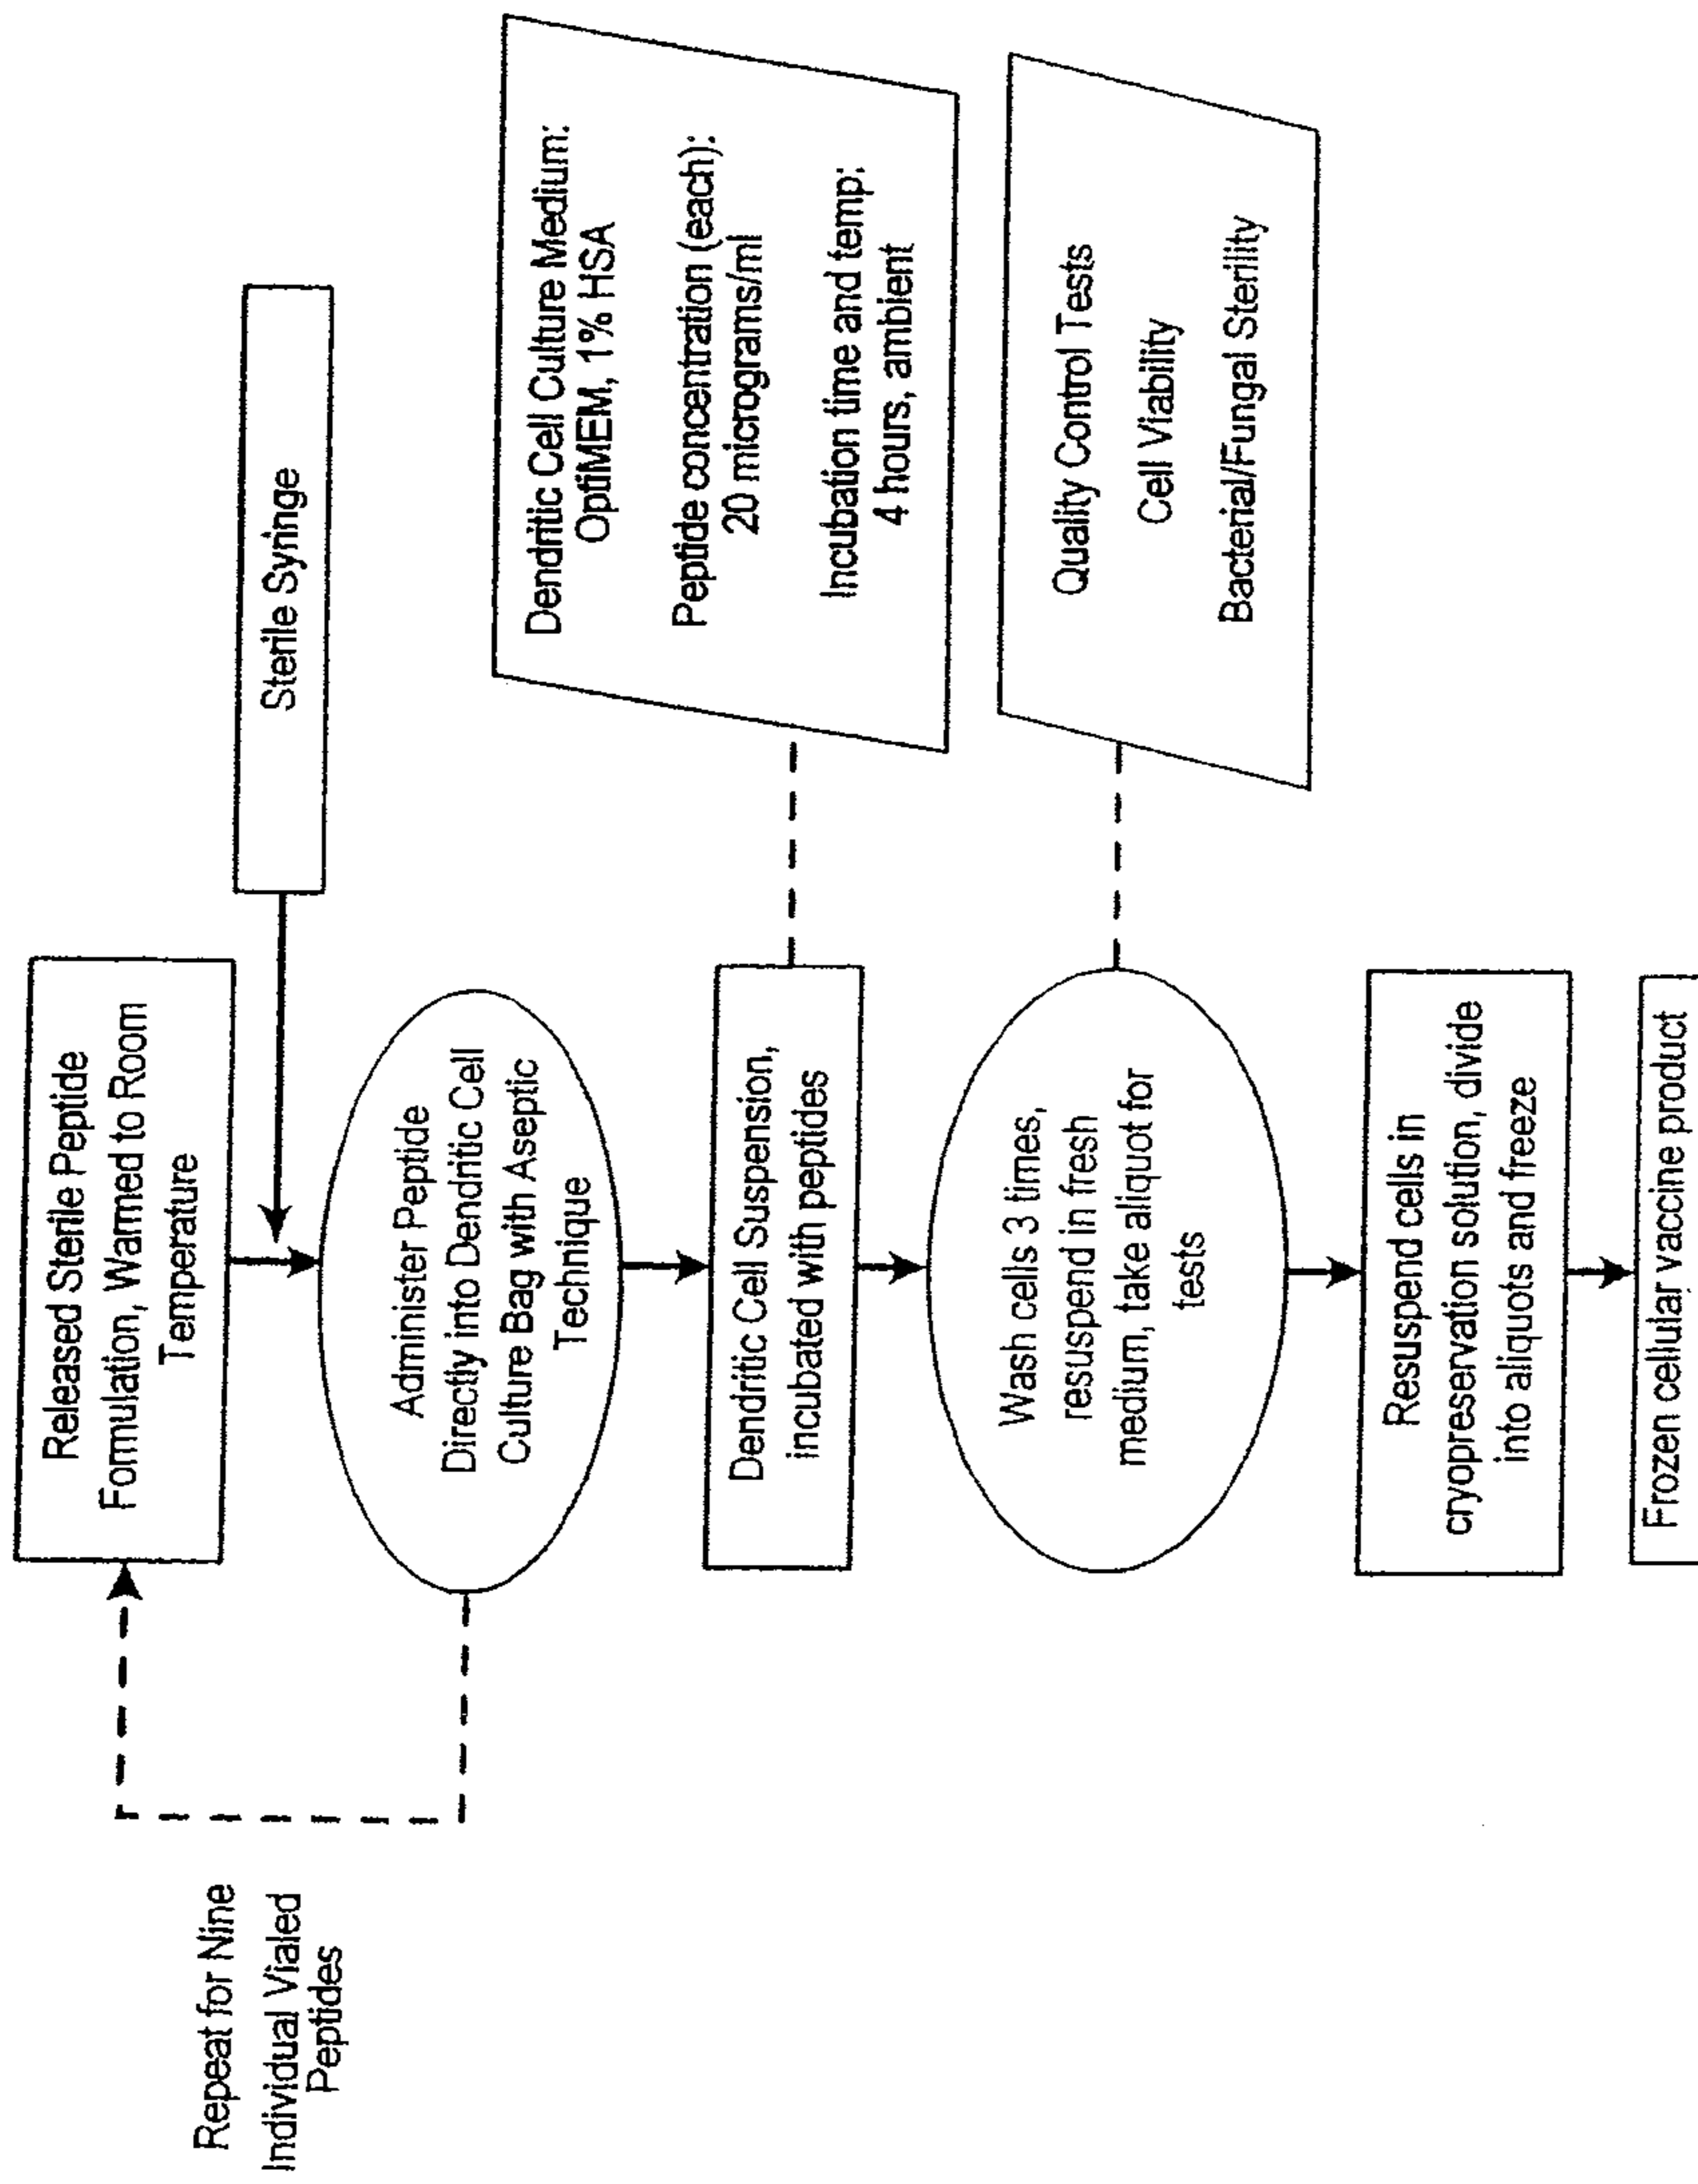 Repeat for Nine
Individual Vialed
Peptides
Released Sterile Peptide
Formulation, Warmed to Room
Temperature
Sterile Syringe
Administer Peptide
Directly into Dendritic Cell
Culture Bag with Aseptic
Technique
Dendritic Cell Suspension,
incubated with peptides
Dendritic Cell Culture Medium:
OptiMEM, 1% HSA
Peptide concentration (each):
20 micrograms/ml
Incubation time and temp:
4 hours, ambient
Wash cells 3 times,
resuspend in fresh
medium, take aliquot for
tests
Quality Control Tests
Cell Viability
Bacterial/Fungal Sterility
Resuspend cells in
cryopreservation solution, divide
into aliquots and freeze
Frozen cellular vaccine product